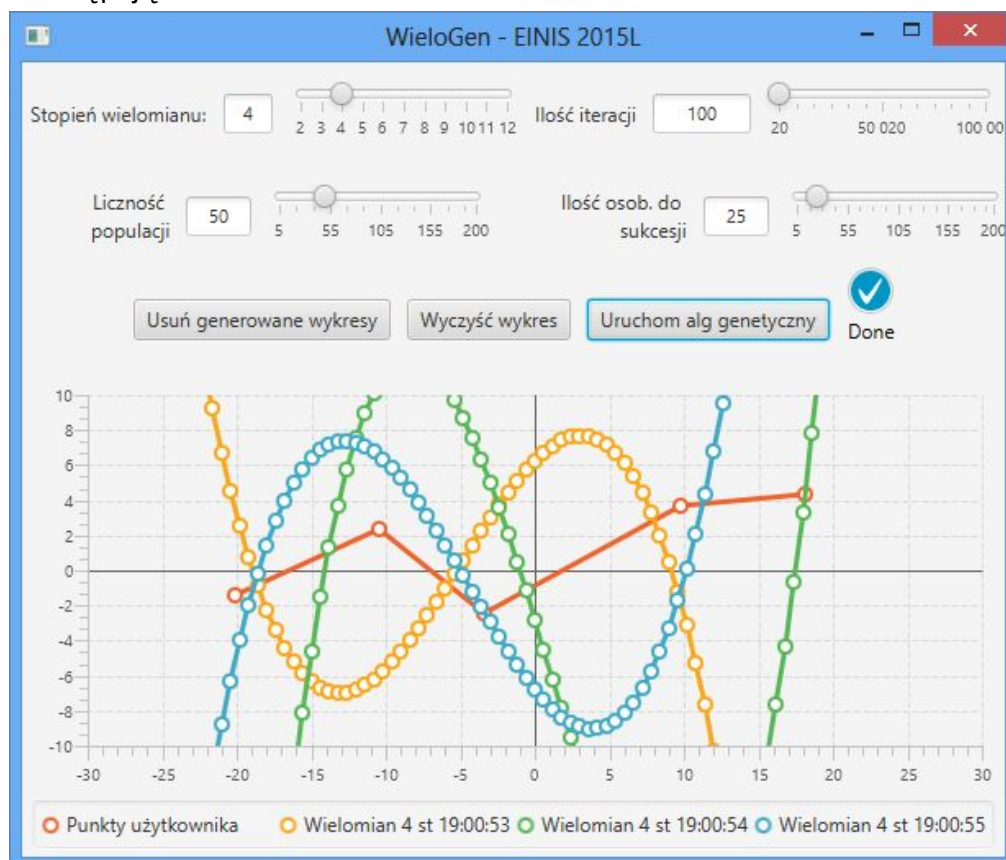 WieloGen - EINIS 2015L
Stopień wielomianu: 4 2 3 4 5 6 7 8 9 10 11 12 Ilość iteracji 100 20 50 020 100 00
Liczność
populacji 50 5 55 105 155 200
Ilość osob. do
sukcesji 25 5 55 105 155 200
Usuń generowane wykresy Wyczyść wykres Uruchom alg genetyczny Done
10
8
6
4
2
0
-2
-4
-6
-8
-10
-30 -25 -20 -15 -10 -5 0 5 10 15 20 25 30
Punkty użytkownika Wielomian 4 st 19:00:53 Wielomian 4 st 19:00:54 Wielomian 4 st 19:00:55